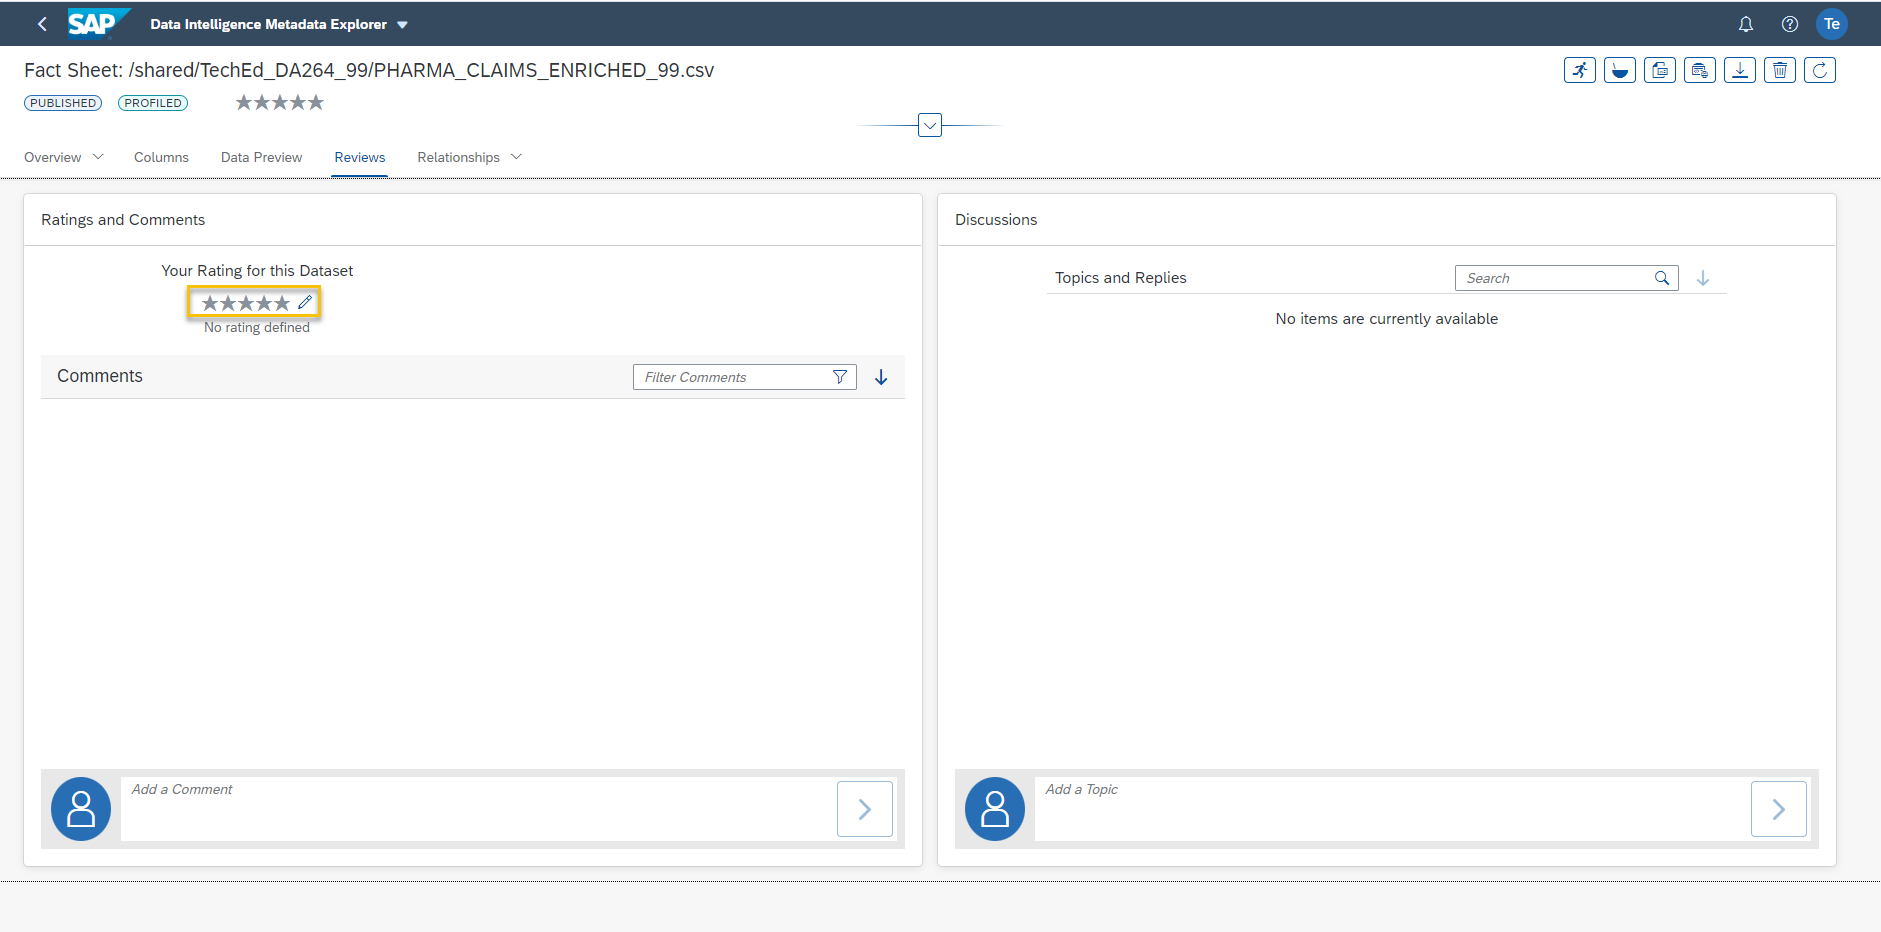 SAP Data Intelligence Metadata Explorer Te
Fact Sheet: /shared/TechEd_DA264_99/PHARMA_CLAIMS_ENRICHED_99.csv
PUBLISHED PROFILED
Overview Columns Data Preview Reviews Relationships
Ratings and Comments
Your Rating for this Dataset
No rating defined
Comments Filter Comments
Add a Comment
Discussions
Topics and Replies Search
No items are currently available
Add a Topic